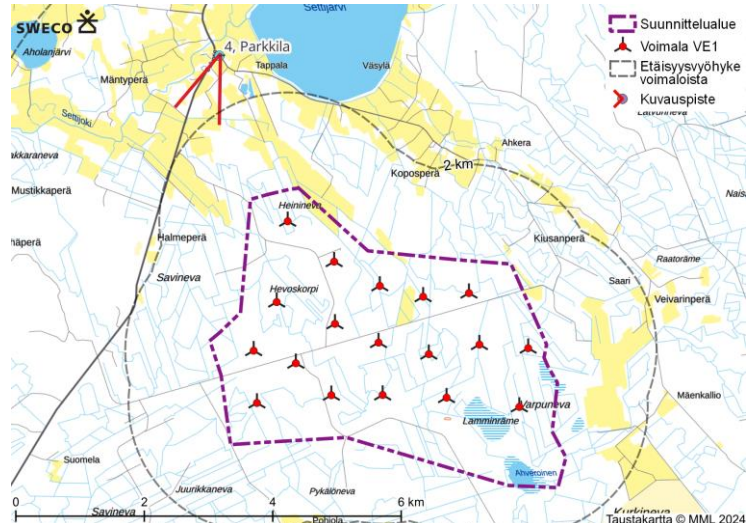 Settijärvi
SWECO
Aholanjärvi
4, Parkkila
Tappala
Väsylä
Mäntyperä
Settijoki
Mustikkaperä
Suunnittelualue
Voimala VE1
Etäisyysvyöhyke
voimaloista
Kuvauspiste
Ahkera
2 km
Koposperä
Heinineva
Halmeperä
Kiusanperä
Raatoräme
Savineva
Hevoskorpi
Saari
Veivarinperä
Varpuneva
Mäenkallio
Lamminräme
Suomela
Ahveroinen
Juurikkaneva
Pykälöneva
0 2 4 6 km
Savineva
Pohjola
Kurkineva
Taustakartta © MML 2024